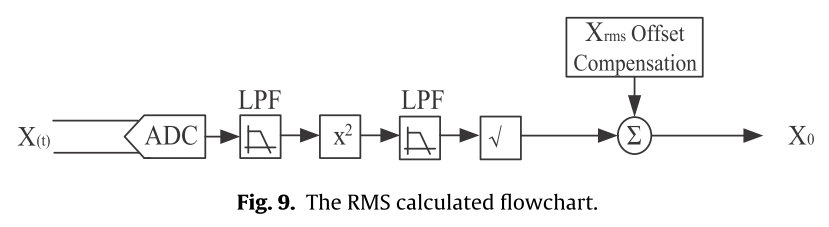 Xrms Offset
Compensation
LPF
LPF
X(t)
ADC
x²
√
Σ
X0
Fig. 9. The RMS calculated flowchart.